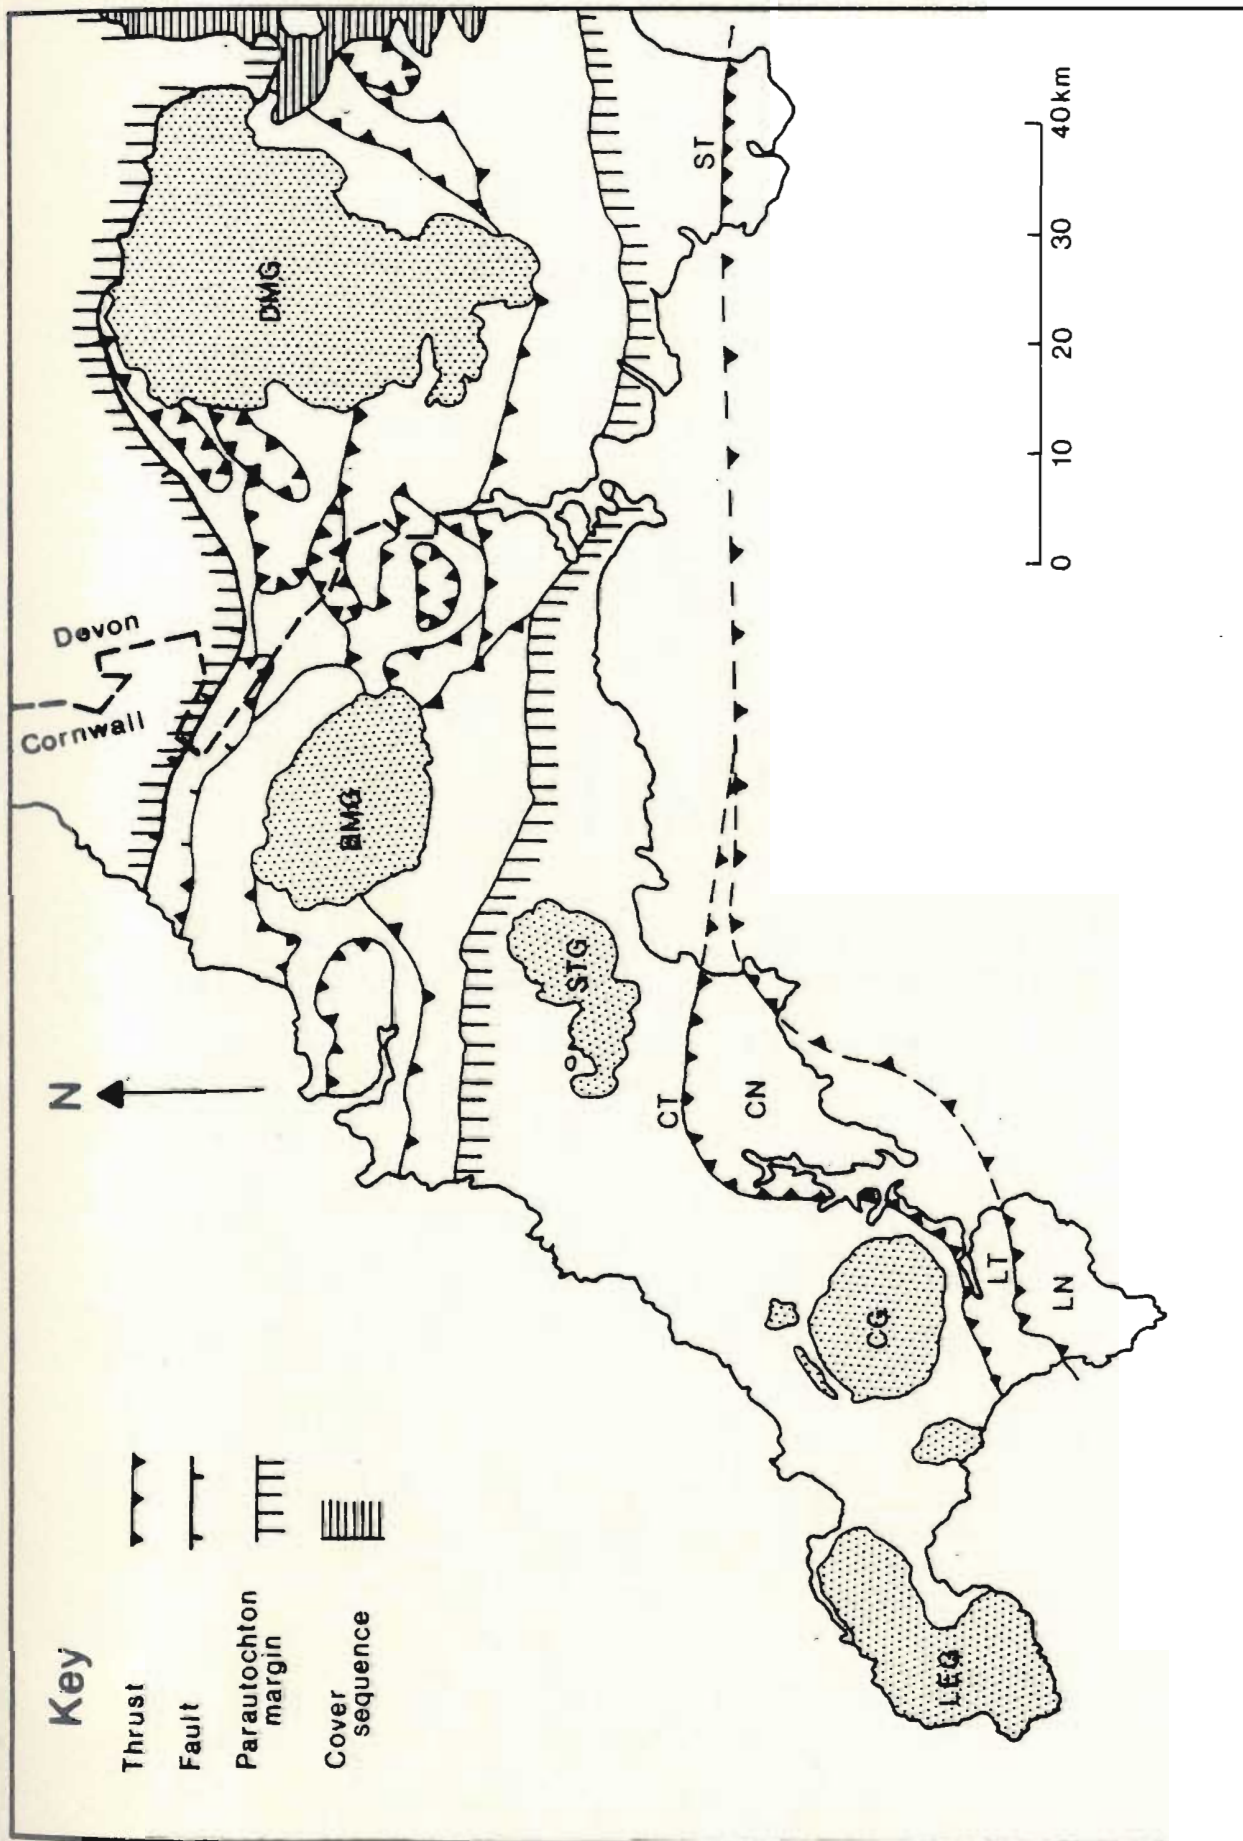 Key
Thrust
Fault
Parautochton
margin
Cover
sequence
N
Cornwall
Devon
DMG
BMG
STG
CT
CN
CG
LT
LN
LEG
ST
0 10 20 30 40km